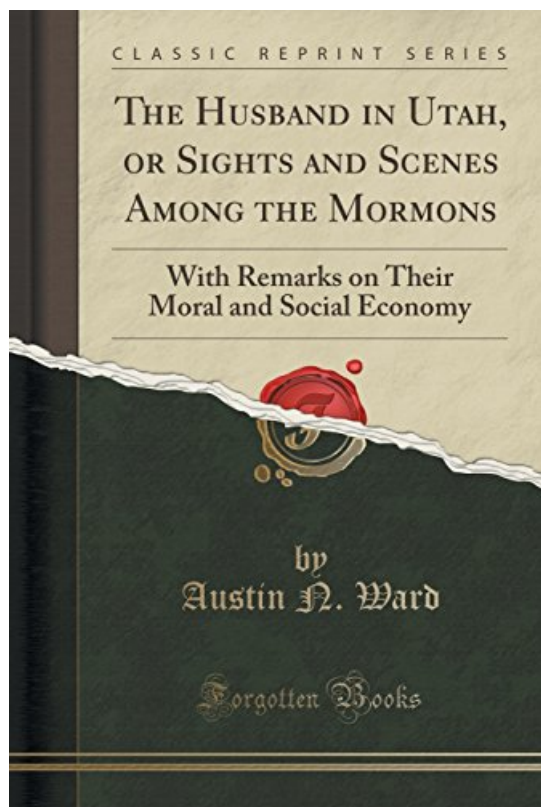 CLASSIC REPRINT SERIES
THE HUSBAND IN UTAH,
OR SIGHTS AND SCENES
AMONG THE MORMONS
With Remarks on Their
Moral and Social Economy
F
by
Austin N. Ward
Forgotten Books